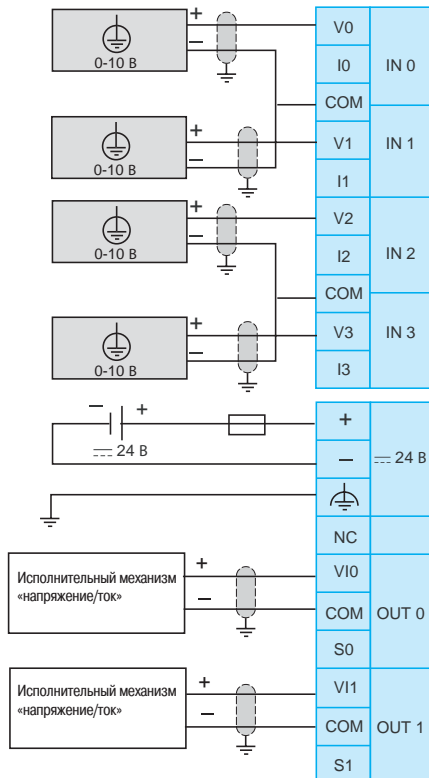 +
V0
−
0-10 В
I0
IN 0
COM
+
V1
IN 1
−
0-10 В
I1
+
V2
−
0-10 В
I2
IN 2
COM
+
V3
IN 3
−
0-10 В
I3
− +
+
24 В
−
24 В
NC
Исполнительный механизм
«напряжение/ток»
+
VI0
−
COM
OUT 0
S0
Исполнительный механизм
«напряжение/ток»
+
VI1
−
COM
OUT 1
S1